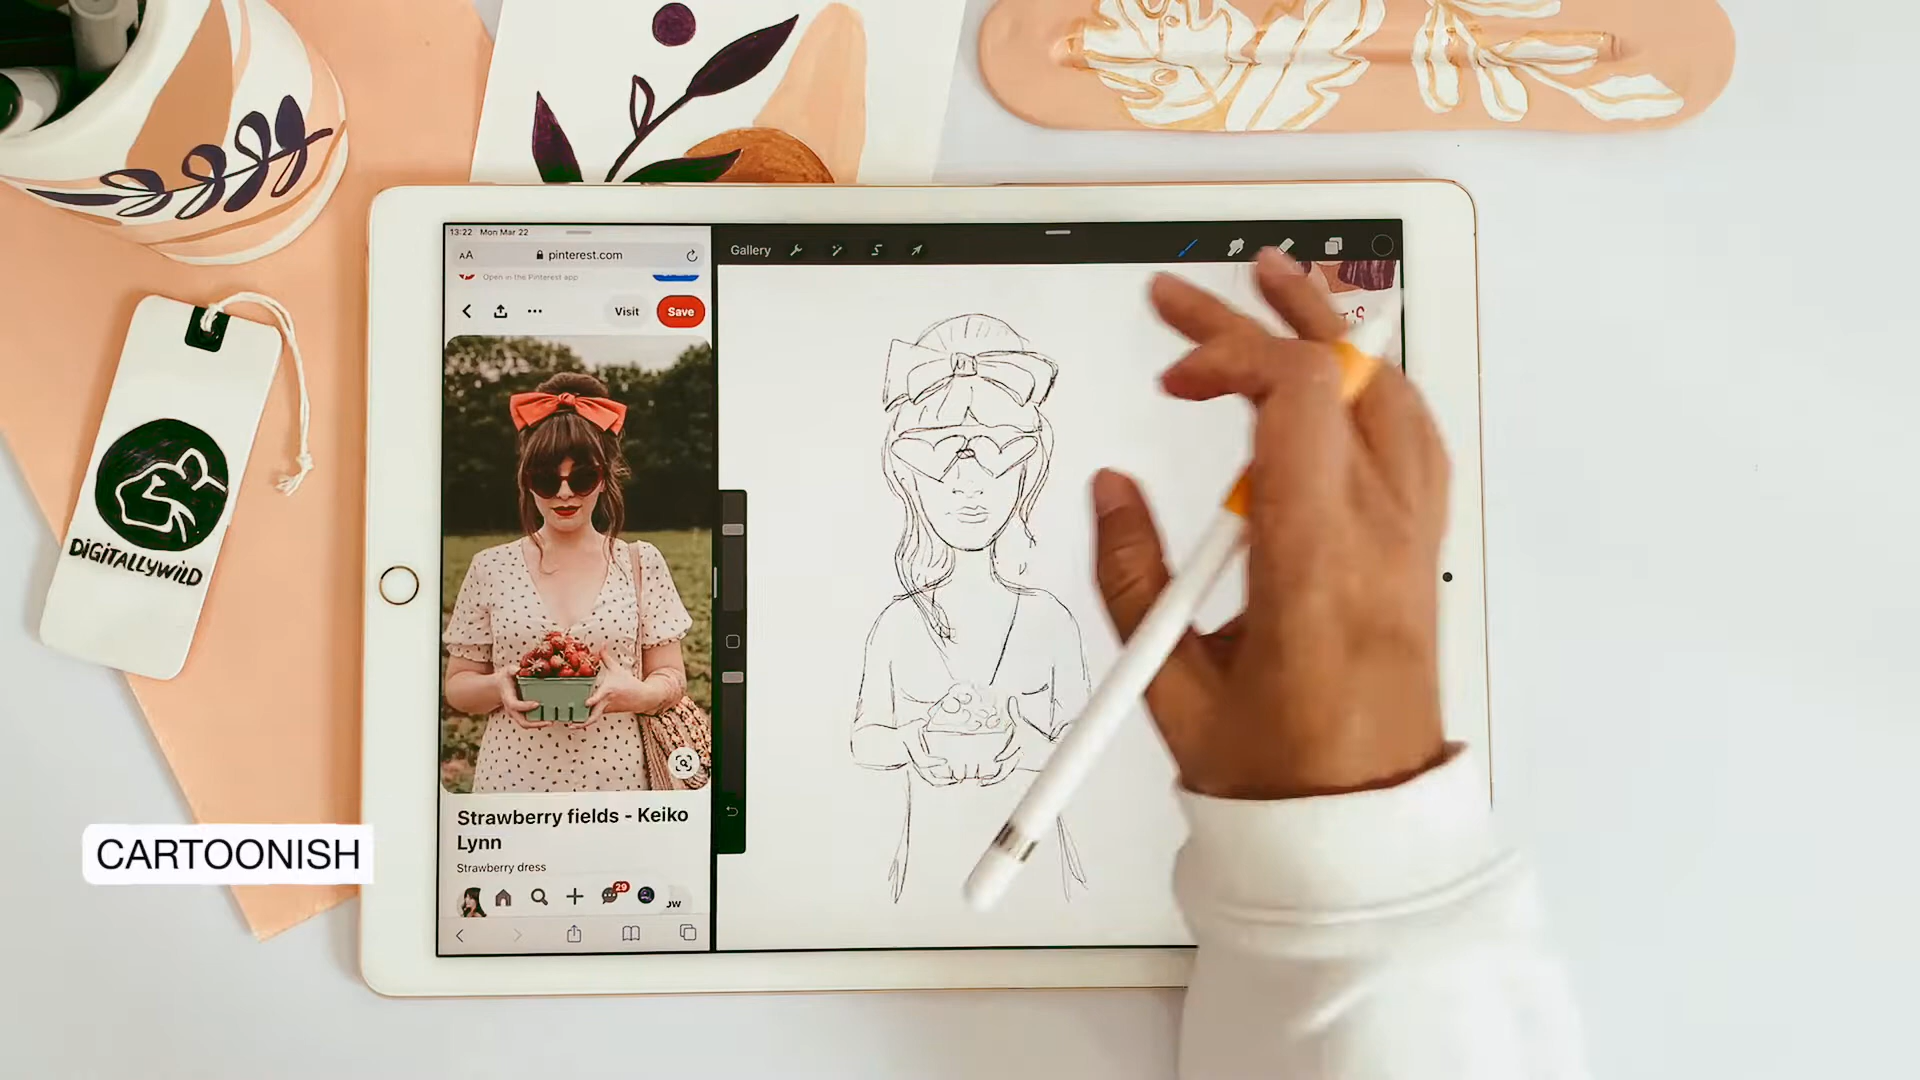 13:22 Mon Mar 22
AA pinterest.com
Open in the Pinterest app
Visit Save
Strawberry fields - Keiko
Lynn
Strawberry dress
29
Gallery
DIGITALLYWILD
CARTOONISH